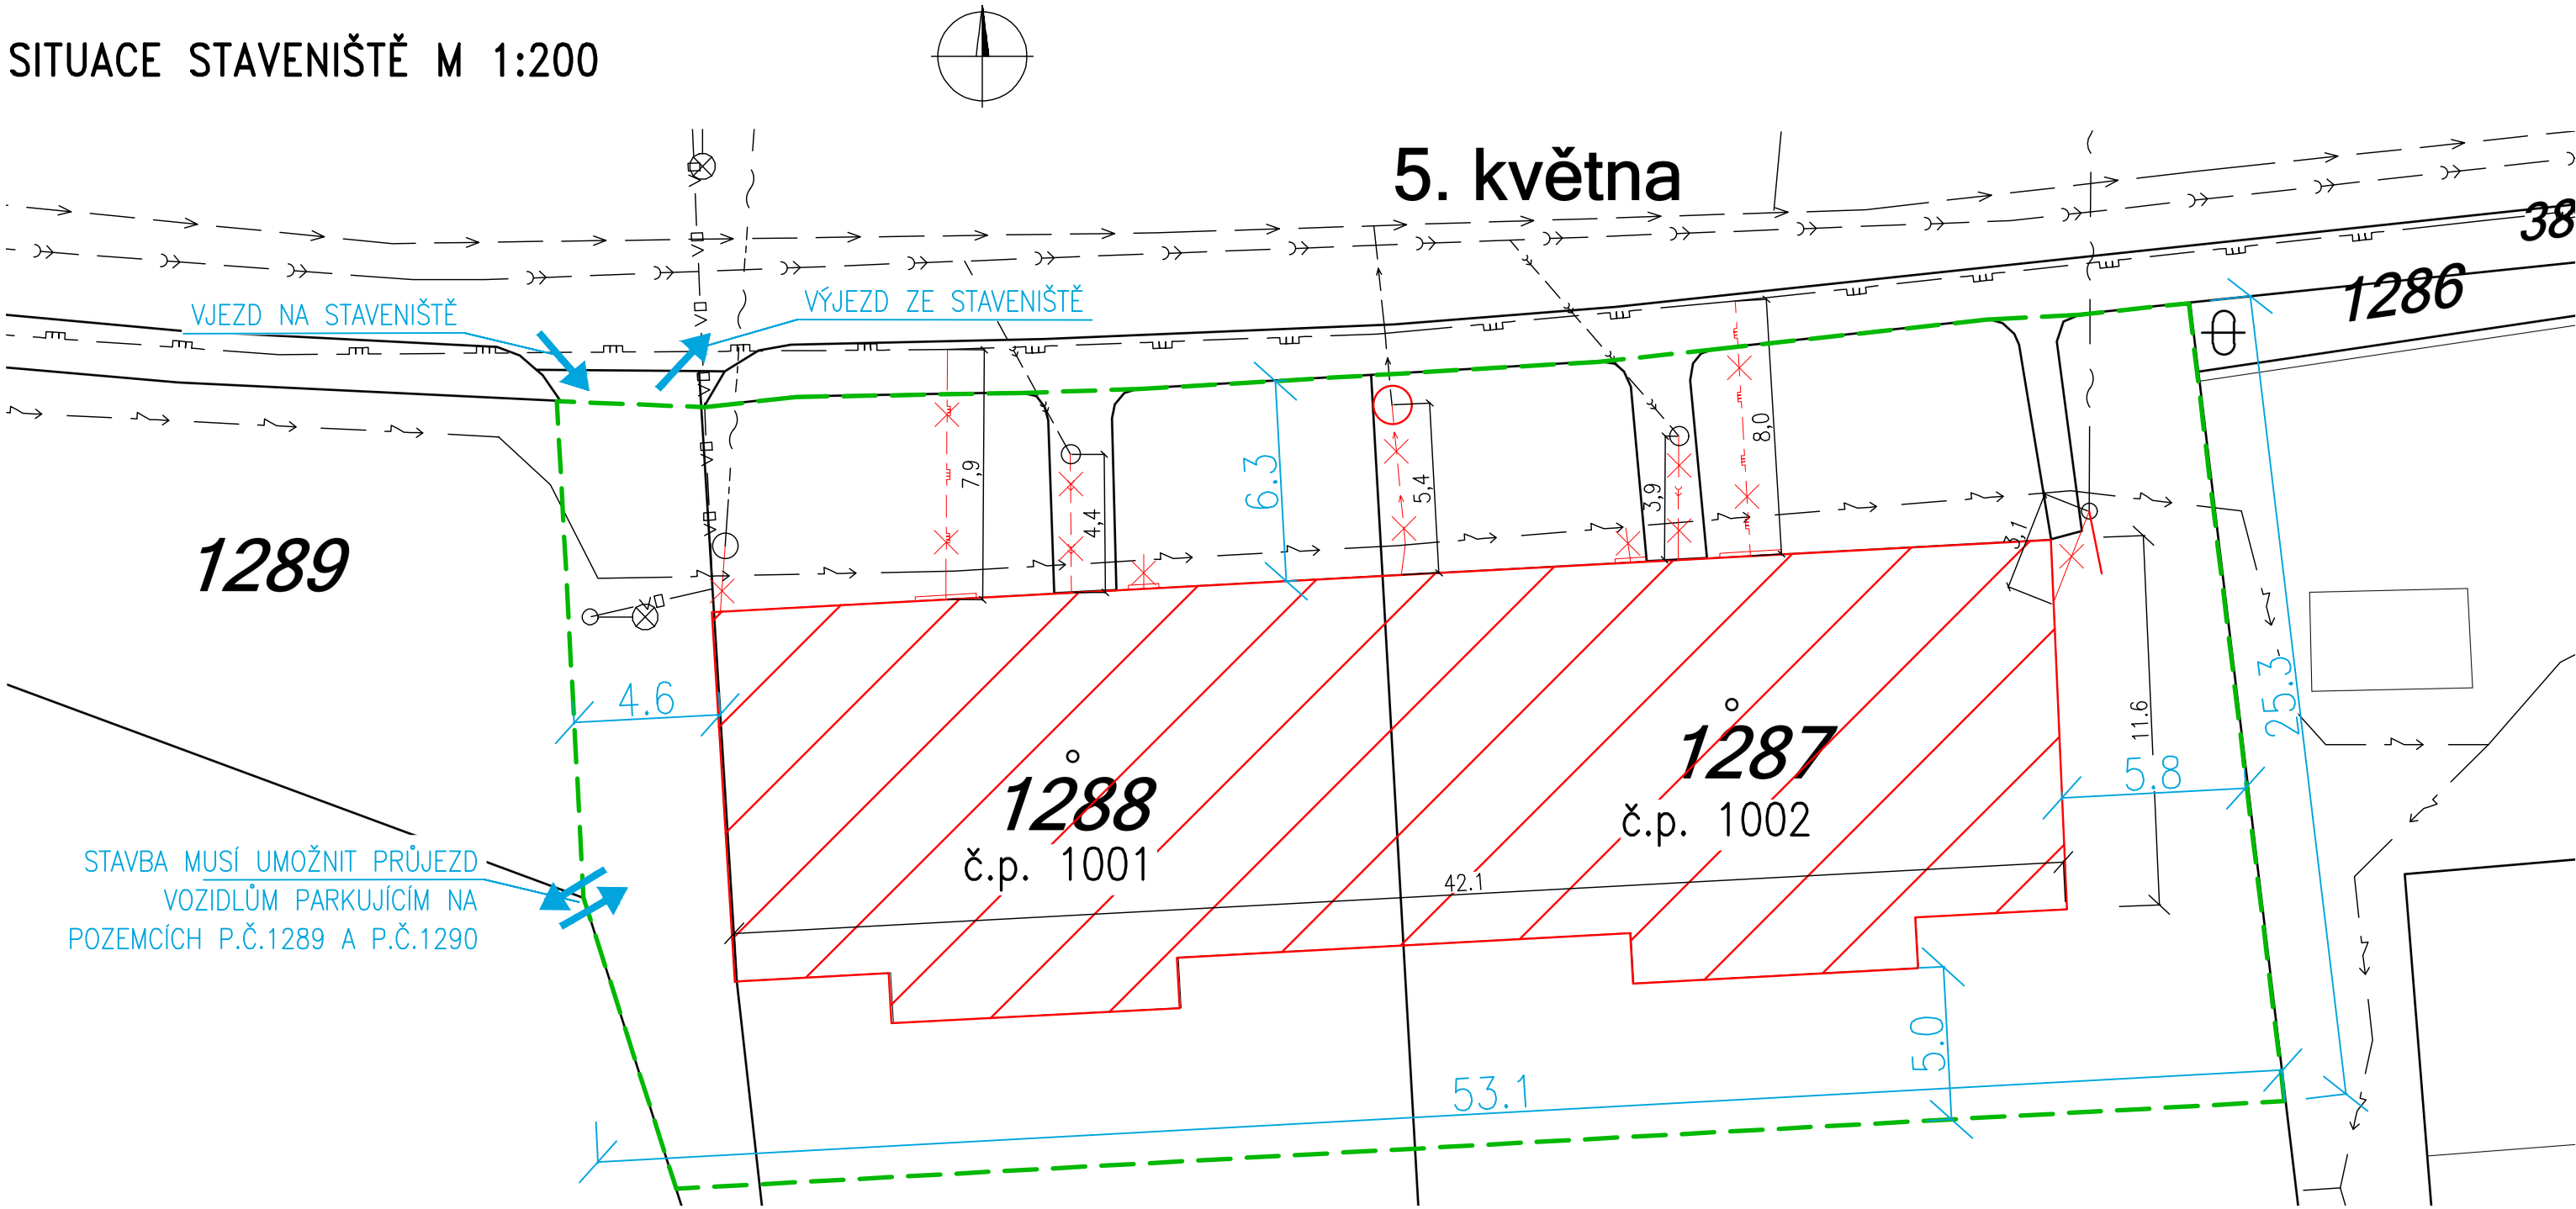 SITUACE STAVENIŠTĚ M 1:200
5. května
38
1286
VJEZD NA STAVENIŠTĚ
VÝJEZD ZE STAVENIŠTĚ
7,9
4,4
6.3
5,4
3,9
8,0
3,1
1289
4.6
11.6
25.3
5.8
1288
č.p. 1001
1287
č.p. 1002
42.1
STAVBA MUSÍ UMOŽNIT PRŮJEZD
VOZIDLŮM PARKUJÍCÍM NA
POZEMCÍCH P.Č.1289 A P.Č.1290
5.0
53.1